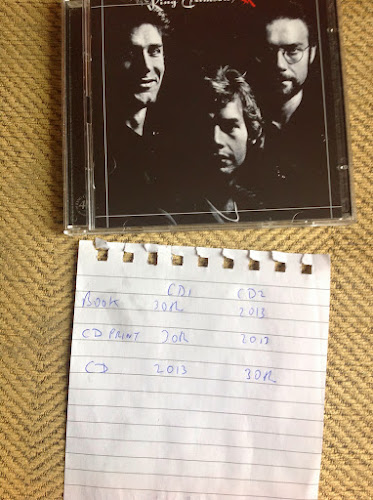 King Crimson
CD1 CD2
BOOK 30R 2013
CD PRINT 30R 2013
CD 2013 30R